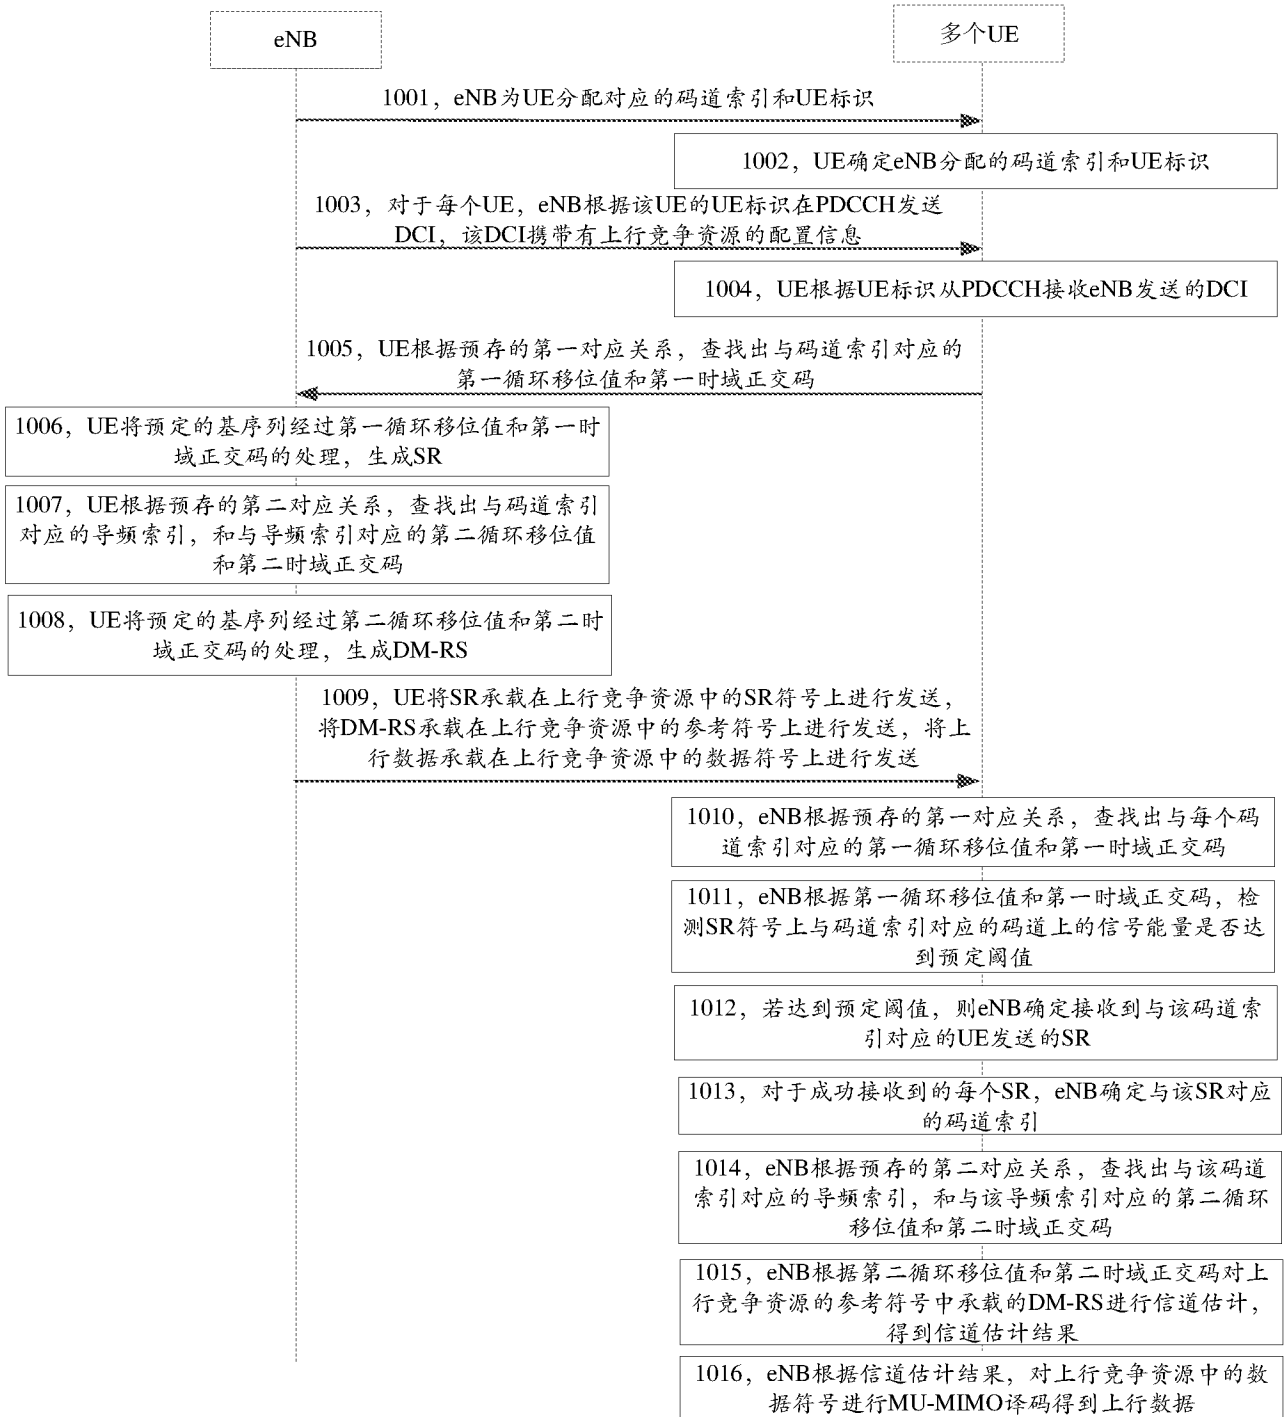 eNB
多个UE
1001，eNB为UE分配对应的码道索引和UE标识
1002，UE确定eNB分配的码道索引和UE标识
1003，对于每个UE，eNB根据该UE的UE标识在PDCCH发送
DCI，该DCI携带有上行竞争资源的配置信息
1004，UE根据UE标识从PDCCH接收eNB发送的DCI
1005，UE根据预存的第一对应关系，查找出与码道索引对应的
第一循环移位值和第一时域正交码
1006，UE将预定的基序列经过第一循环移位值和第一时
域正交码的处理，生成SR
1007，UE根据预存的第二对应关系，查找出与码道索引
对应的导频索引，和与导频索引对应的第二循环移位值
和第二时域正交码
1008，UE将预定的基序列经过第二循环移位值和第二时
域正交码的处理，生成DM-RS
1009，UE将SR承载在上行竞争资源中的SR符号上进行发送，
将DM-RS承载在上行竞争资源中的参考符号上进行发送，将上
行数据承载在上行竞争资源中的数据符号上进行发送
1010，eNB根据预存的第一对应关系，查找出与每个码
道索引对应的第一循环移位值和第一时域正交码
1011，eNB根据第一循环移位值和第一时域正交码，检
测SR符号上与码道索引对应的码道上的信号能量是否达
到预定阈值
1012，若达到预定阈值，则eNB确定接收到与该码道索
引对应的UE发送的SR
1013，对于成功接收到的每个SR，eNB确定与该SR对应
的码道索引
1014，eNB根据预存的第二对应关系，查找出与该码道
索引对应的导频索引，和与该导频索引对应的第二循环
移位值和第二时域正交码
1015，eNB根据第二循环移位值和第二时域正交码对上
行竞争资源的参考符号中承载的DM-RS进行信道估计，
得到信道估计结果
1016，eNB根据信道估计结果，对上行竞争资源中的数
据符号进行MU-MIMO译码得到上行数据